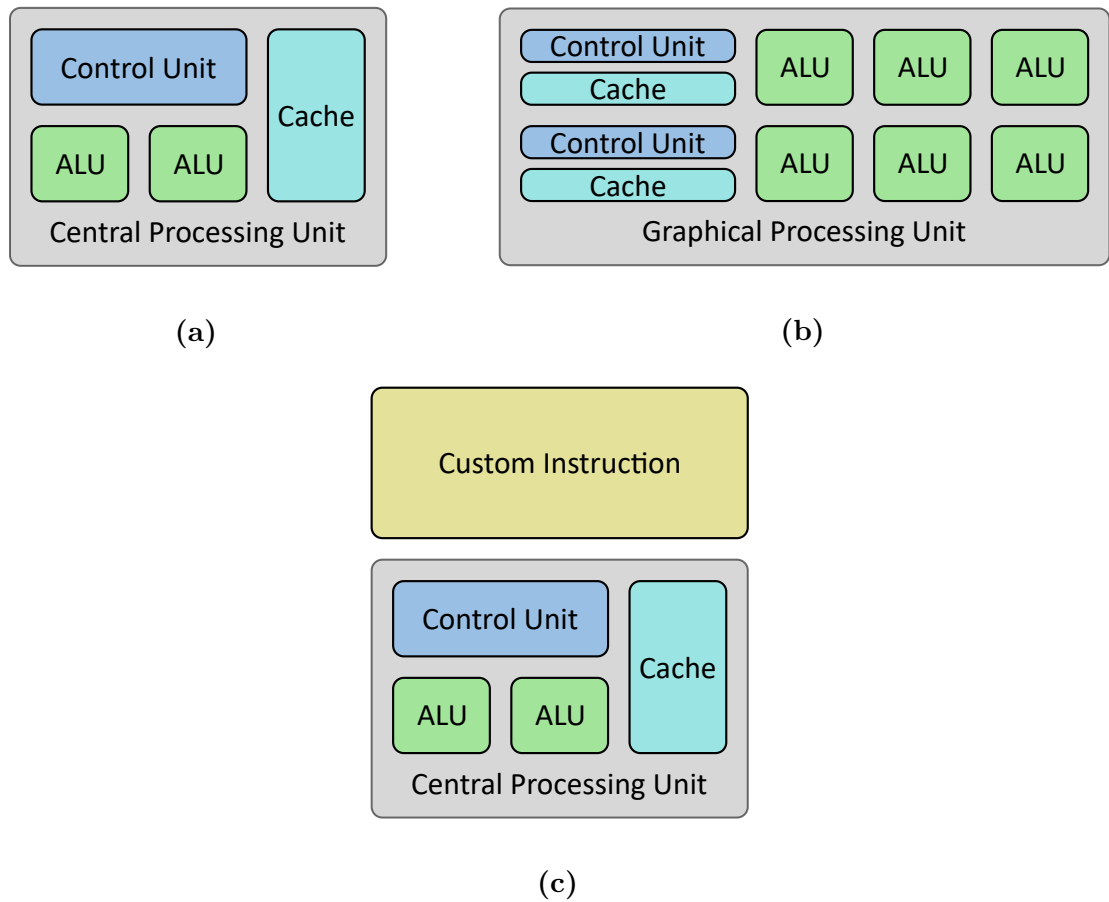 Control Unit
Cache
ALU ALU
Central Processing Unit
(a)
Control Unit
Cache
ALU ALU ALU
Control Unit
Cache
ALU ALU ALU
Graphical Processing Unit
(b)
Custom Instruction
Control Unit
Cache
ALU ALU
Central Processing Unit
(c)